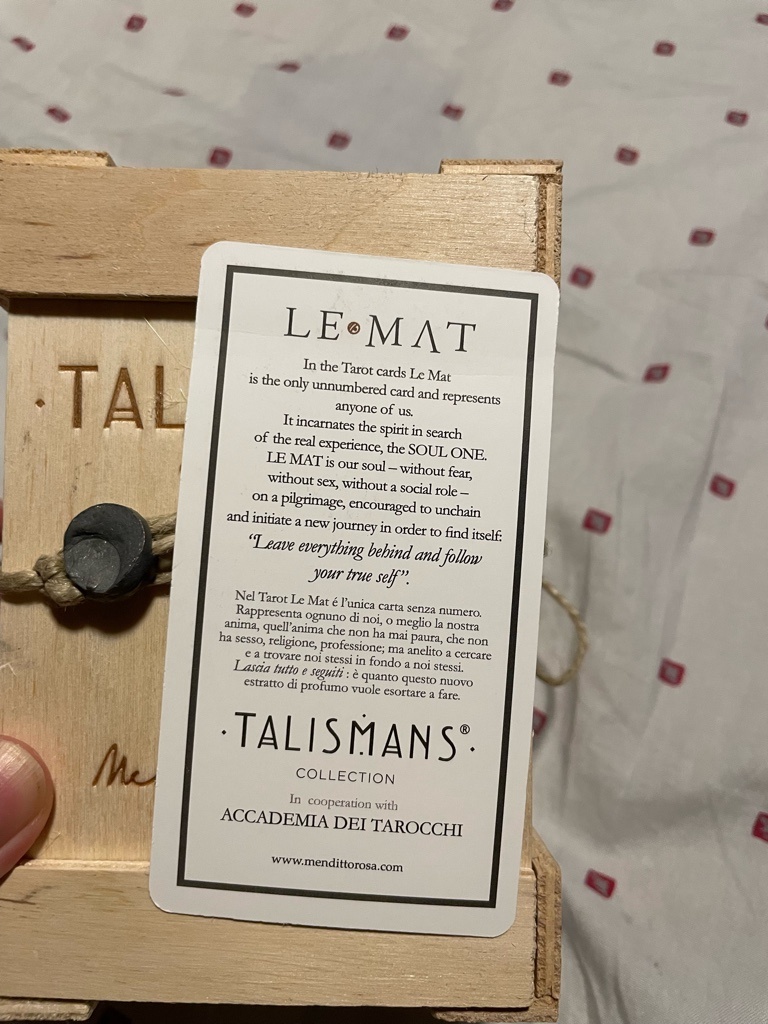 LE MAT
In the Tarot cards Le Mat
is the only unnumbered card and represents
anyone of us.
It incarnates the spirit in search
of the real experience, the SOUL ONE.
LE MAT is our soul – without fear,
without sex, without a social role –
on a pilgrimage, encouraged to unchain
and initiate a new journey in order to find itself:
“Leave everything behind and follow
your true self”.
Nel Tarot Le Mat é l’unica carta senza numero.
Rappresenta ognuno di noi, o meglio la nostra
anima, quell’anima che non ha mai paura, che non
ha sesso, religione, professione; ma anelito a cercare
e a trovare noi stessi in fondo a noi stessi.
Lascia tutto e seguiti : è quanto questo nuovo
estratto di profumo vuole esortare a fare.
·TALISMANS®·
COLLECTION
In cooperation with
ACCADEMIA DEI TAROCCHI
www.mendittorosa.com
·TAL
Me